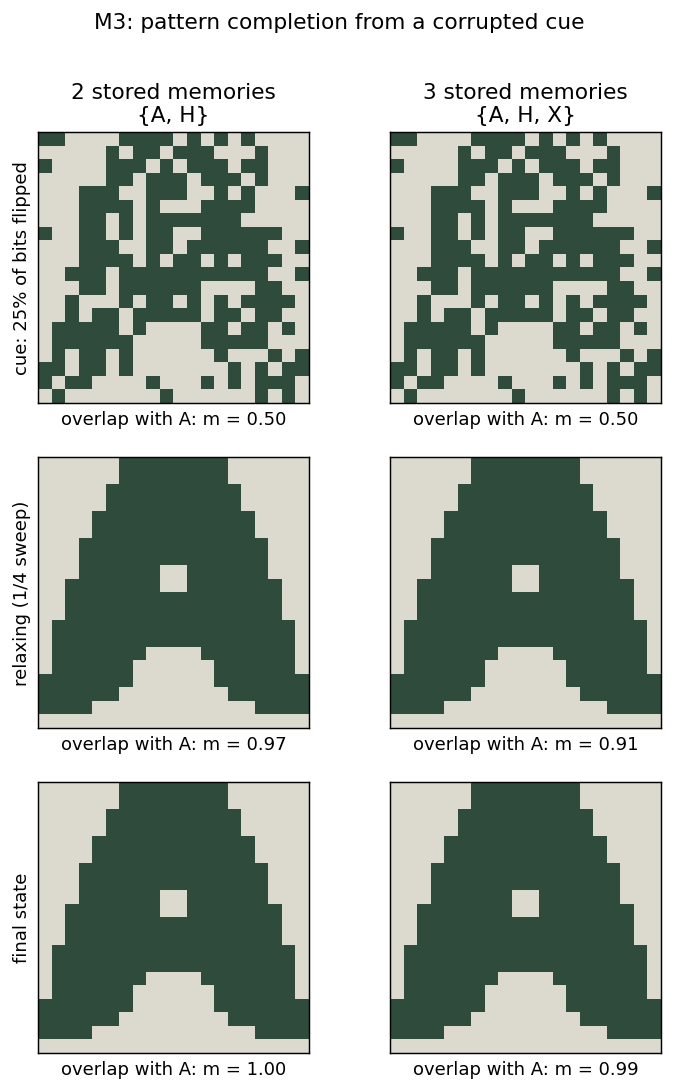 M3: pattern completion from a corrupted cue
2 stored memories
{A, H}
3 stored memories
{A, H, X}
cue: 25% of bits flipped
overlap with A: m = 0.50
overlap with A: m = 0.50
relaxing (1/4 sweep)
overlap with A: m = 0.97
overlap with A: m = 0.91
final state
overlap with A: m = 1.00
overlap with A: m = 0.99